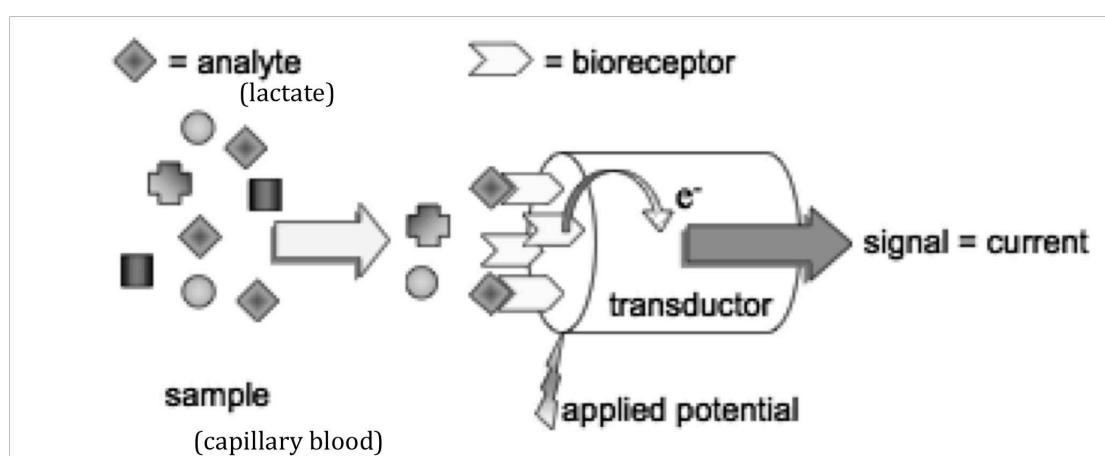 = analyte
(lactate)
= bioreceptor
e-
signal = current
transductor
applied potential
sample
(capillary blood)